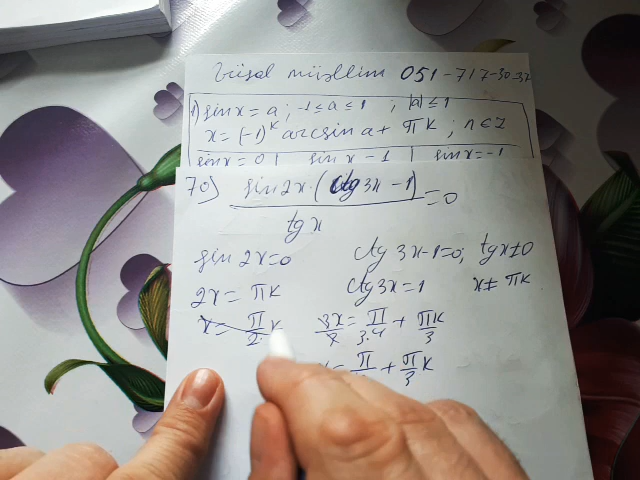 Vüsal müəllim 051-717-30-37
1) sin x = a ; -1 ≤ a ≤ 1 ; |a| ≤ 1
x = (-1)^k arcsin a + πk ; n ∈ Z
sin x = 0 | sin x - 1 | sin x = -1
70) sin 2x · (ctg 3x - 1) / tg x = 0
sin 2x = 0 ctg 3x - 1 = 0; tg x ≠ 0
2x = πk ctg 3x = 1 x ≠ πk
x = π/2 k 3x/x = π/3·4 + πk/3
= π + π/3 k